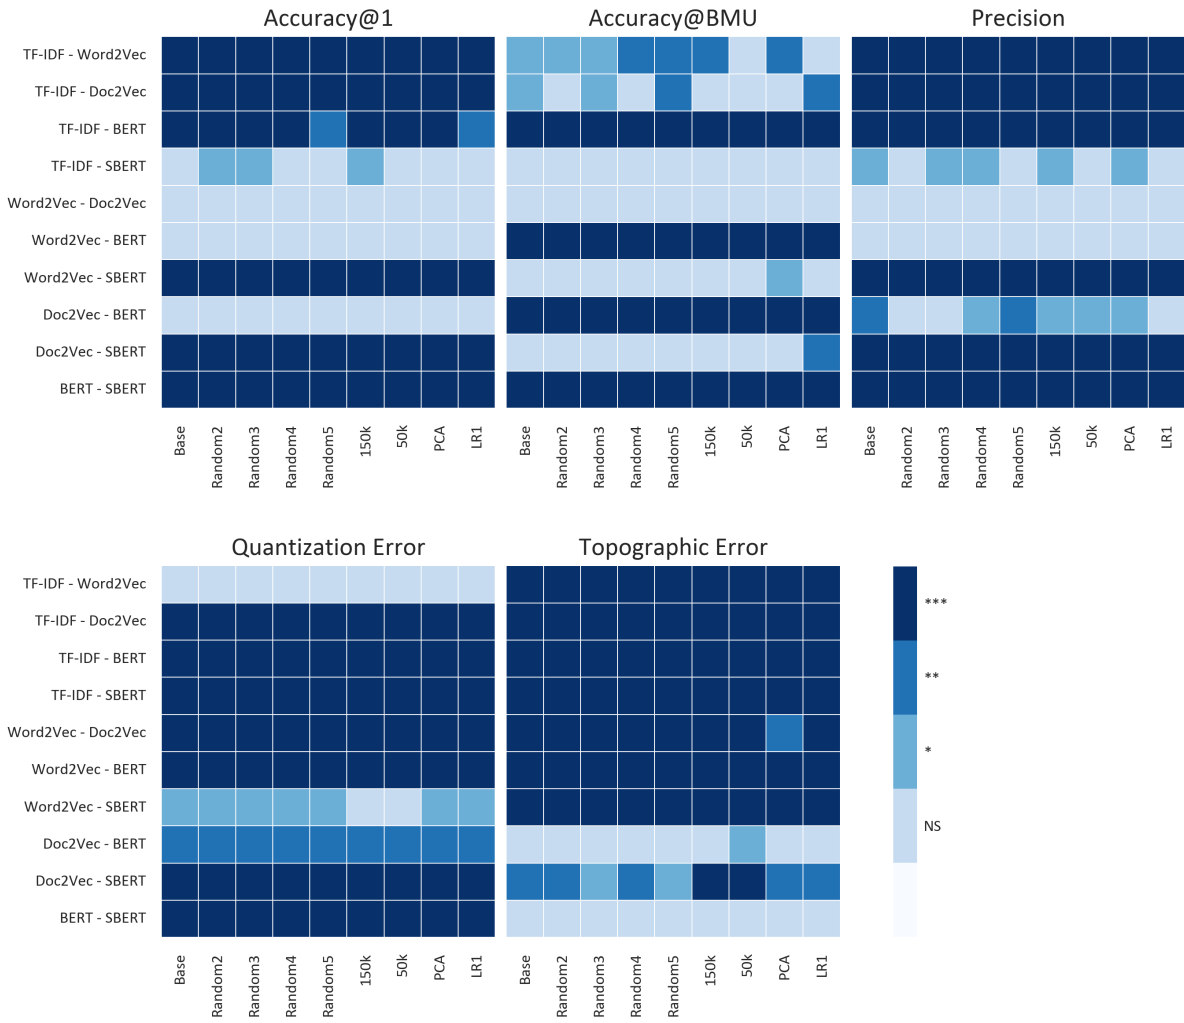 Accuracy@1 Accuracy@BMU Precision
TF-IDF - Word2Vec
TF-IDF - Doc2Vec
TF-IDF - BERT
TF-IDF - SBERT
Word2Vec - Doc2Vec
Word2Vec - BERT
Word2Vec - SBERT
Doc2Vec - BERT
Doc2Vec - SBERT
BERT - SBERT
Base Random2 Random3 Random4 Random5 150k 50k PCA LR1 Base Random2 Random3 Random4 Random5 150k 50k PCA LR1 Base Random2 Random3 Random4 Random5 150k 50k PCA LR1
Quantization Error Topographic Error
TF-IDF - Word2Vec
TF-IDF - Doc2Vec
TF-IDF - BERT
TF-IDF - SBERT
Word2Vec - Doc2Vec
Word2Vec - BERT
Word2Vec - SBERT
Doc2Vec - BERT
Doc2Vec - SBERT
BERT - SBERT
Base Random2 Random3 Random4 Random5 150k 50k PCA LR1 Base Random2 Random3 Random4 Random5 150k 50k PCA LR1
***
**
*
NS